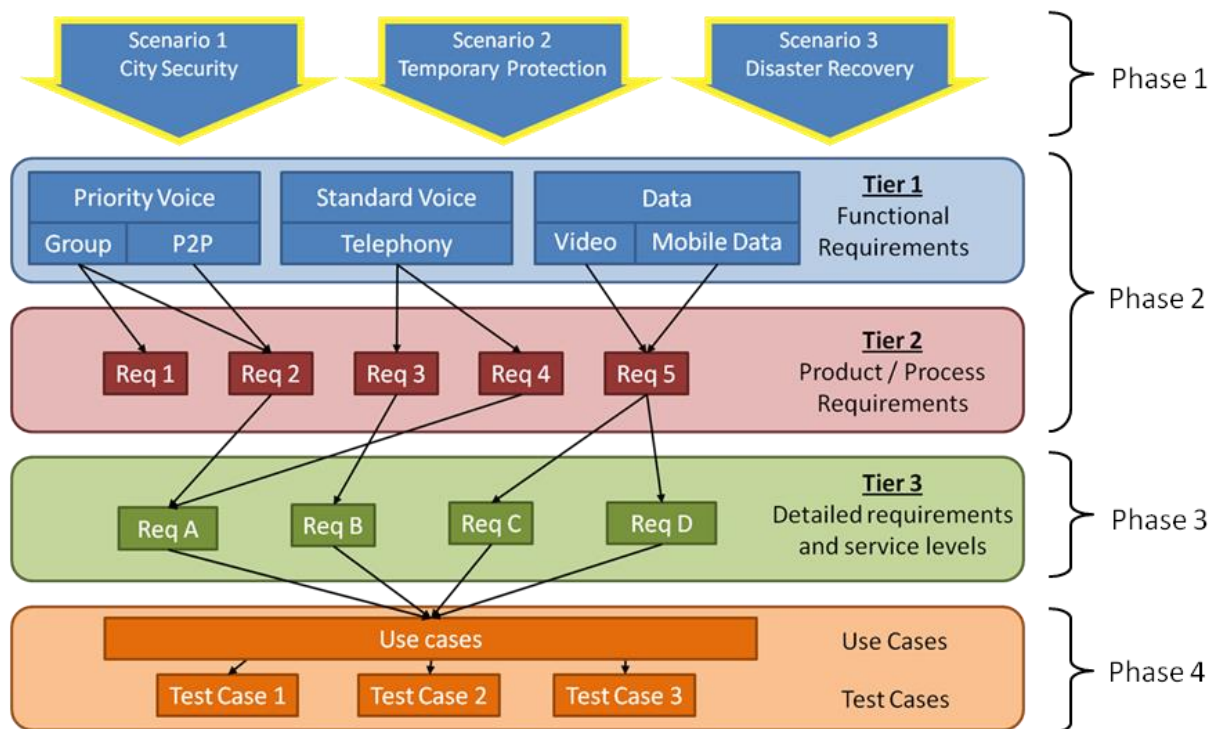 Scenario 1
City Security
Scenario 2
Temporary Protection
Scenario 3
Disaster Recovery
Phase 1
Priority Voice
Group
P2P
Standard Voice
Telephony
Data
Video
Mobile Data
Tier 1
Functional
Requirements
Phase 2
Req 1
Req 2
Req 3
Req 4
Req 5
Tier 2
Product / Process
Requirements
Req A
Req B
Req C
Req D
Tier 3
Detailed requirements
and service levels
Phase 3
Use cases
Use Cases
Test Case 1
Test Case 2
Test Case 3
Test Cases
Phase 4